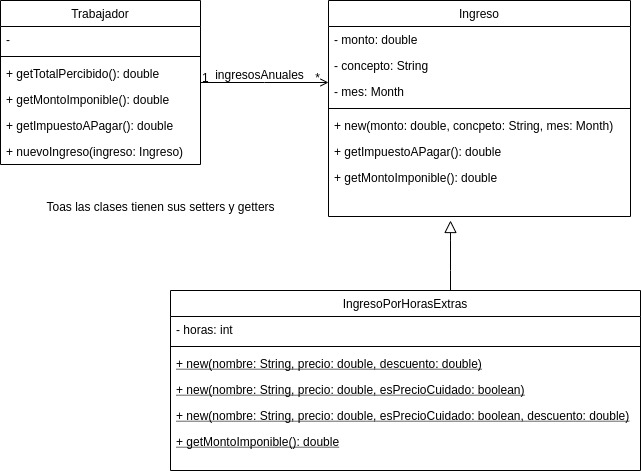 Trabajador
-
+ getTotalPercibido(): double
+ getMontoImponible(): double
+ getImpuestoAPagar(): double
+ nuevoIngreso(ingreso: Ingreso)
1 ingresosAnuales *
Ingreso
- monto: double
- concepto: String
- mes: Month
+ new(monto: double, concpeto: String, mes: Month)
+ getImpuestoAPagar(): double
+ getMontoImponible(): double
Toas las clases tienen sus setters y getters
IngresoPorHorasExtras
- horas: int
+ new(nombre: String, precio: double, descuento: double)
+ new(nombre: String, precio: double, esPrecioCuidado: boolean)
+ new(nombre: String, precio: double, esPrecioCuidado: boolean, descuento: double)
+ getMontoImponible(): double